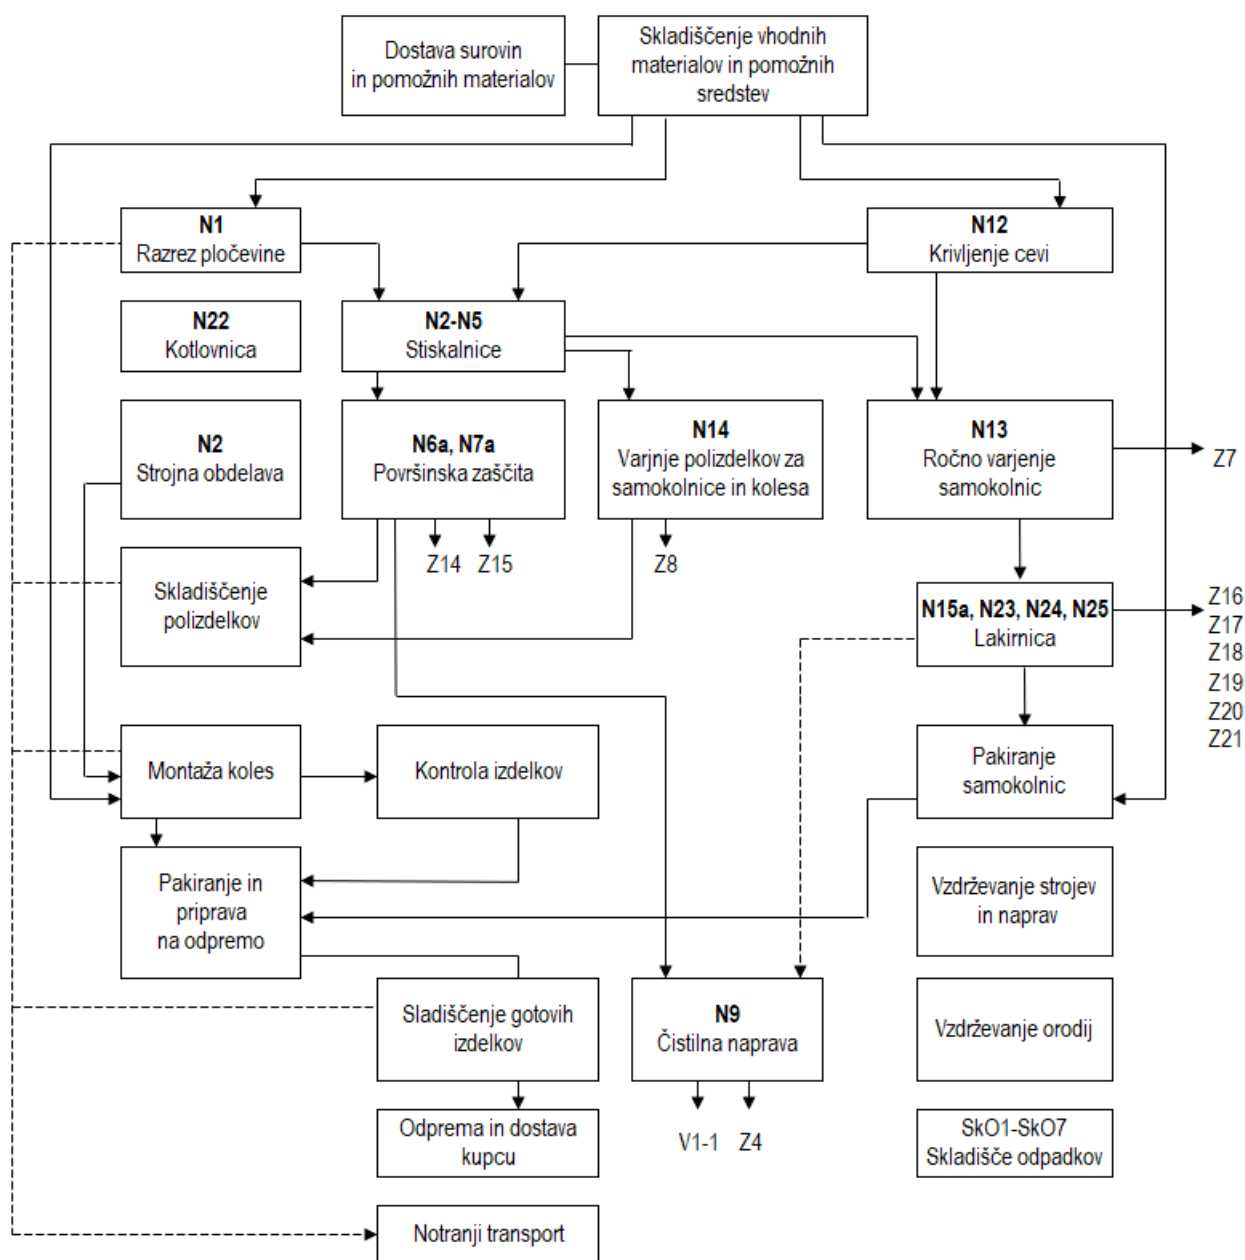 Dostava surovin
in pomožnih materialov
Skladiščenje vhodnih
materialov in pomožnih
sredstev
N1
Razrez pločevine
N12
Krivljenje cevi
N22
Kotlovnica
N2-N5
Stiskalnice
N2
Strojna obdelava
N6a, N7a
Površinska zaščita
N14
Varjnje polizdelkov za
samokolnice in kolesa
N13
Ročno varjenje
samokolnic
Z7
Z14
Z15
Z8
Skladiščenje
polizdelkov
N15a, N23, N24, N25
Lakirnica
Z16
Z17
Z18
Z19
Z20
Z21
Montaža koles
Kontrola izdelkov
Pakiranje
samokolnic
Pakiranje in
priprava
na odpremo
Vzdrževanje strojev
in naprav
Sladiščenje gotovih
izdelkov
N9
Čistilna naprava
Vzdrževanje orodij
Odprema in dostava
kupcu
V1-1
Z4
SkO1-SkO7
Skladišče odpadkov
Notranji transport